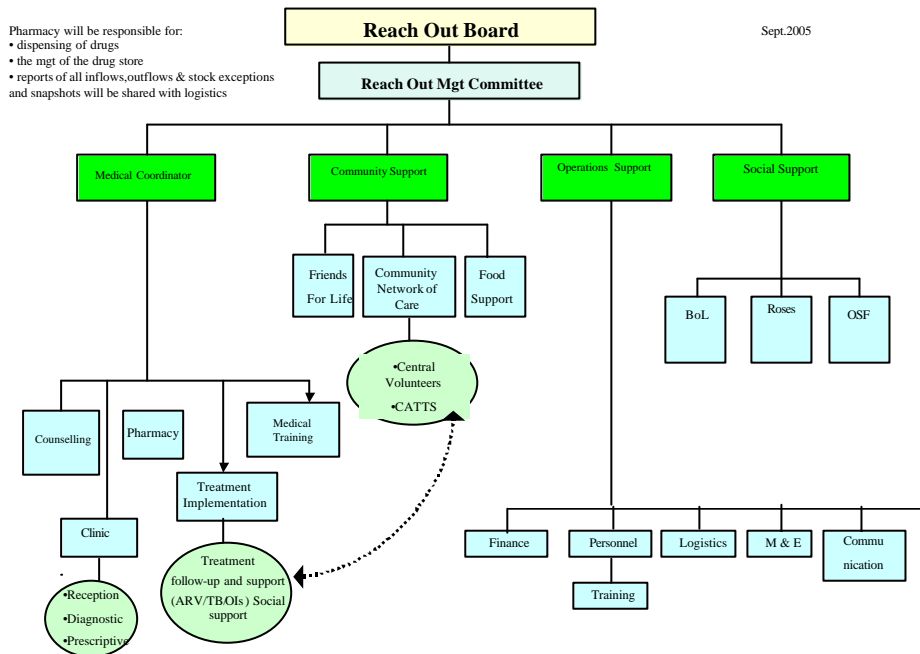 Pharmacy will be responsible for:
• dispensing of drugs
• the mgt of the drug store
• reports of all inflows,outflows & stock exceptions
and snapshots will be shared with logistics
Reach Out Board
Sept.2005
Reach Out Mgt Committee
Medical Coordinator
Community Support
Operations Support
Social Support
Friends
For Life
Community
Network of
Care
Food
Support
BoL
Roses
OSF
•Central
Volunteers
•CATTS
Counselling
Pharmacy
Medical
Training
Treatment
Implementation
Clinic
Finance
Personnel
Logistics
M & E
Commu
nication
Training
Treatment
follow-up and support
(ARV/TB/OIs) Social
support
•Reception
•Diagnostic
•Prescriptive